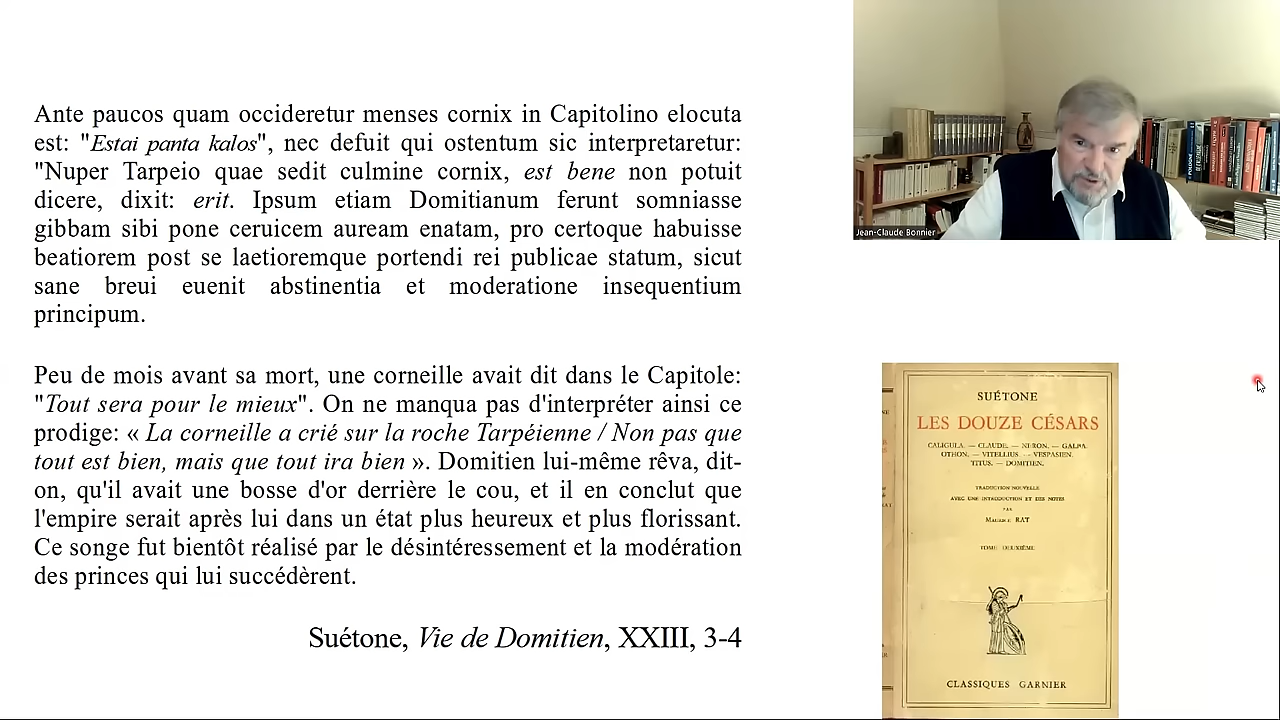 Ante paucos quam occideretur menses cornix in Capitolino elocuta
est: "Estai panta kalos", nec defuit qui ostentum sic interpretaretur:
"Nuper Tarpeio quae sedit culmine cornix, est bene non potuit
dicere, dixit: erit. Ipsum etiam Domitianum ferunt somniasse
gibbam sibi pone ceruicem auream enatam, pro certoque habuisse
beatiorem post se laetioremque portendi rei publicae statum, sicut
sane breui euenit abstinentia et moderatione insequentium
principum.
Peu de mois avant sa mort, une corneille avait dit dans le Capitole:
"Tout sera pour le mieux". On ne manqua pas d'interpréter ainsi ce
prodige: « La corneille a crié sur la roche Tarpéienne / Non pas que
tout est bien, mais que tout ira bien ». Domitien lui-même rêva, dit-
on, qu'il avait une bosse d'or derrière le cou, et il en conclut que
l'empire serait après lui dans un état plus heureux et plus florissant.
Ce songe fut bientôt réalisé par le désintéressement et la modération
des princes qui lui succédèrent.
Suétone, Vie de Domitien, XXIII, 3-4
Jean-Claude Bonnier
SUÉTONE
LES DOUZE CÉSARS
CALIGULA. — CLAUDE. — NÉRON. — GALBA.
OTHON. — VITELLIUS. — VESPASIEN.
TITUS. — DOMITIEN.
TRADUCTION NOUVELLE
AVEC UNE INTRODUCTION ET DES NOTES
PAR
Maurice RAT
TOME DEUXIÈME
CLASSIQUES GARNIER